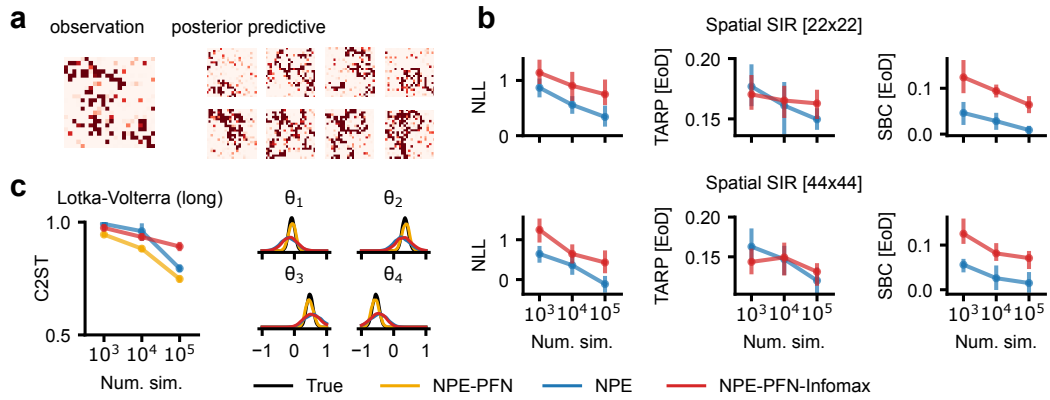 a
observation
posterior predictive
b
Spatial SIR [22x22]
NLL
1
0
TARP [EoD]
0.20
0.15
SBC [EoD]
0.1
0.0
Spatial SIR [44x44]
NLL
1
0
10³ 10⁴ 10⁵
Num. sim.
TARP [EoD]
0.20
0.15
10³ 10⁴ 10⁵
Num. sim.
SBC [EoD]
0.1
0.0
10³ 10⁴ 10⁵
Num. sim.
c
Lotka-Volterra (long)
C2ST
1.0
0.5
10³ 10⁴ 10⁵
Num. sim.
θ₁
θ₂
θ₃
θ₄
−1 0 1
−1 0 1
True
NPE-PFN
NPE
NPE-PFN-Infomax